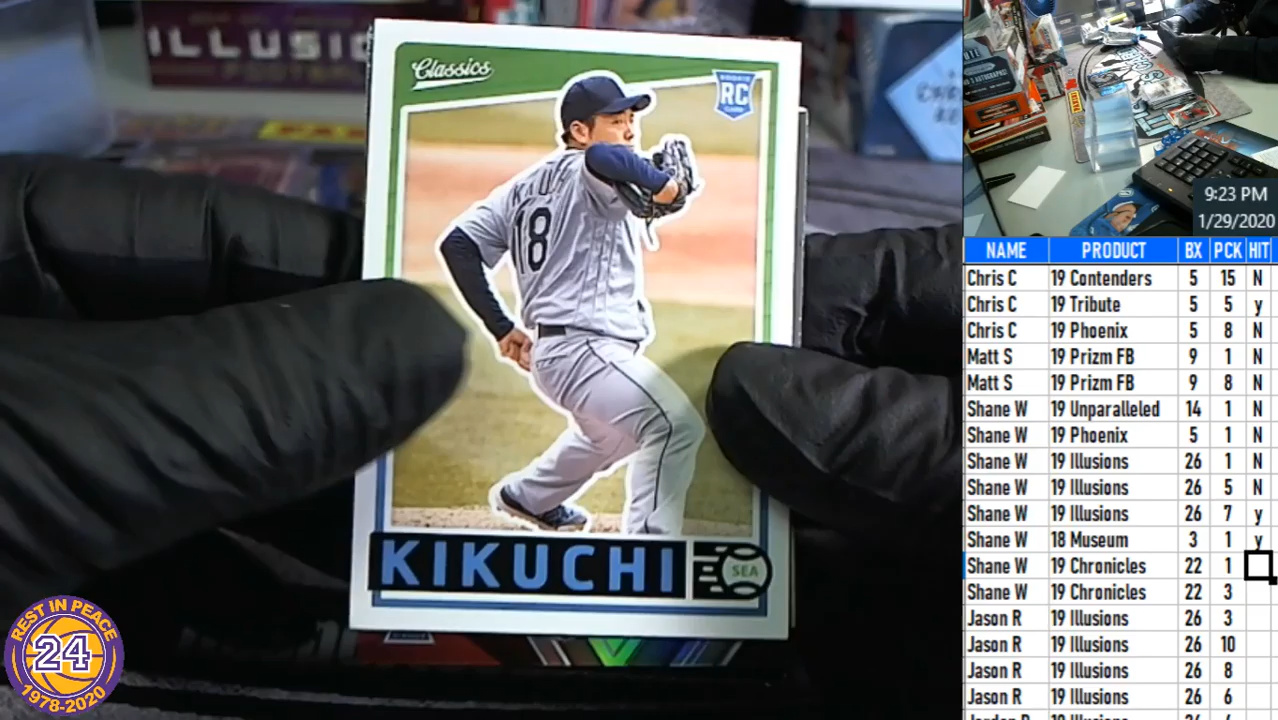 ILLUSIO
Classics
ROOKIE
RC
CARD
18
KIKUCHI
SEA
REST IN PEACE
24
1978-2020
9:23 PM
1/29/2020
NAME PRODUCT BX PCK HIT
Chris C 19 Contenders 5 15 N
Chris C 19 Tribute 5 5 y
Chris C 19 Phoenix 5 8 N
Matt S 19 Prizm FB 9 1 N
Matt S 19 Prizm FB 9 8 N
Shane W 19 Unparalleled 14 1 N
Shane W 19 Phoenix 5 1 N
Shane W 19 Illusions 26 1 N
Shane W 19 Illusions 26 5 N
Shane W 19 Illusions 26 7 y
Shane W 18 Museum 3 1 y
Shane W 19 Chronicles 22 1
Shane W 19 Chronicles 22 3
Jason R 19 Illusions 26 3
Jason R 19 Illusions 26 10
Jason R 19 Illusions 26 8
Jason R 19 Illusions 26 6